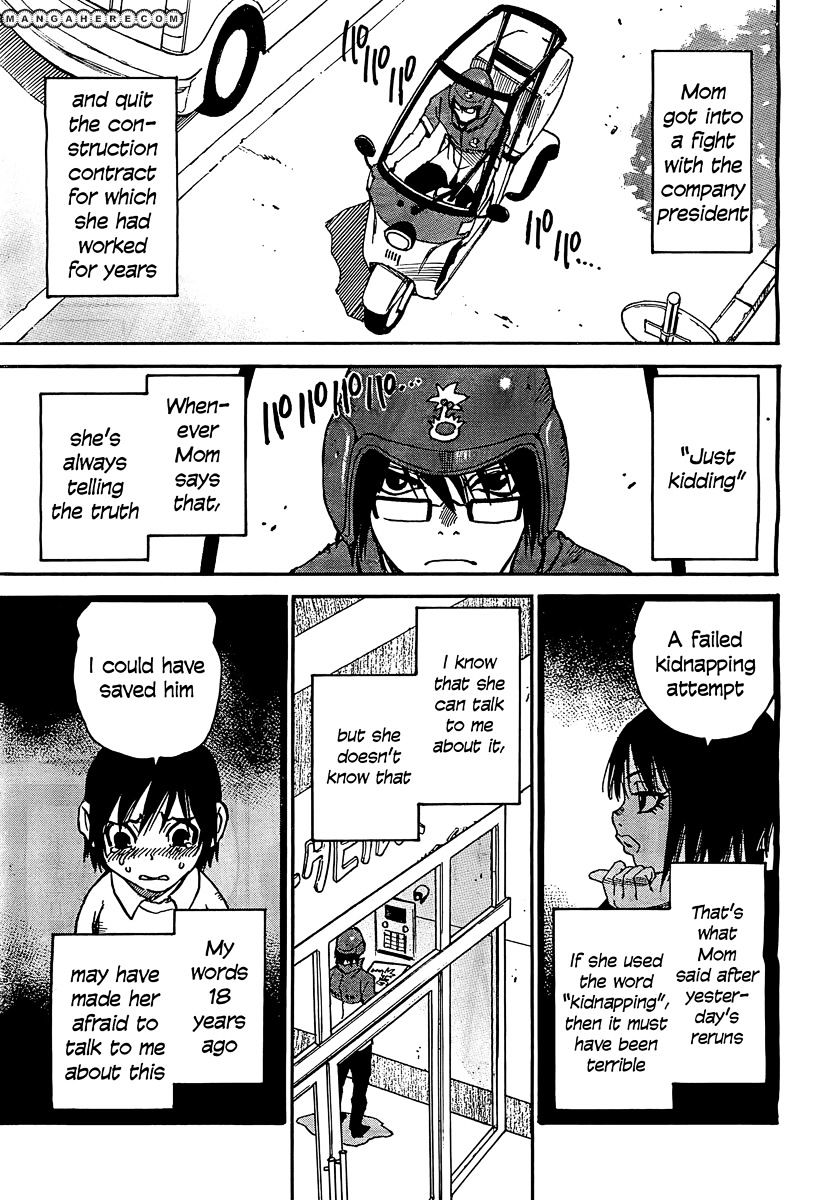 MANGAHERE.COM
Mom
got into
a fight
with the
company
president
and quit
the con-
struction
contract
for which
she had
worked
for years
"Just
kidding"
When-
ever
Mom
says
that,
she's
always
telling
the truth
A failed
kidnapping
attempt
That's
what
Mom
said after
yester-
day's
reruns
If she used
the word
"kidnapping",
then it must
have been
terrible
I know
that she
can talk
to me
about it,
but she
doesn't
know that
I could have
saved him
My
words
18
years
ago
may have
made her
afraid to
talk to me
about this